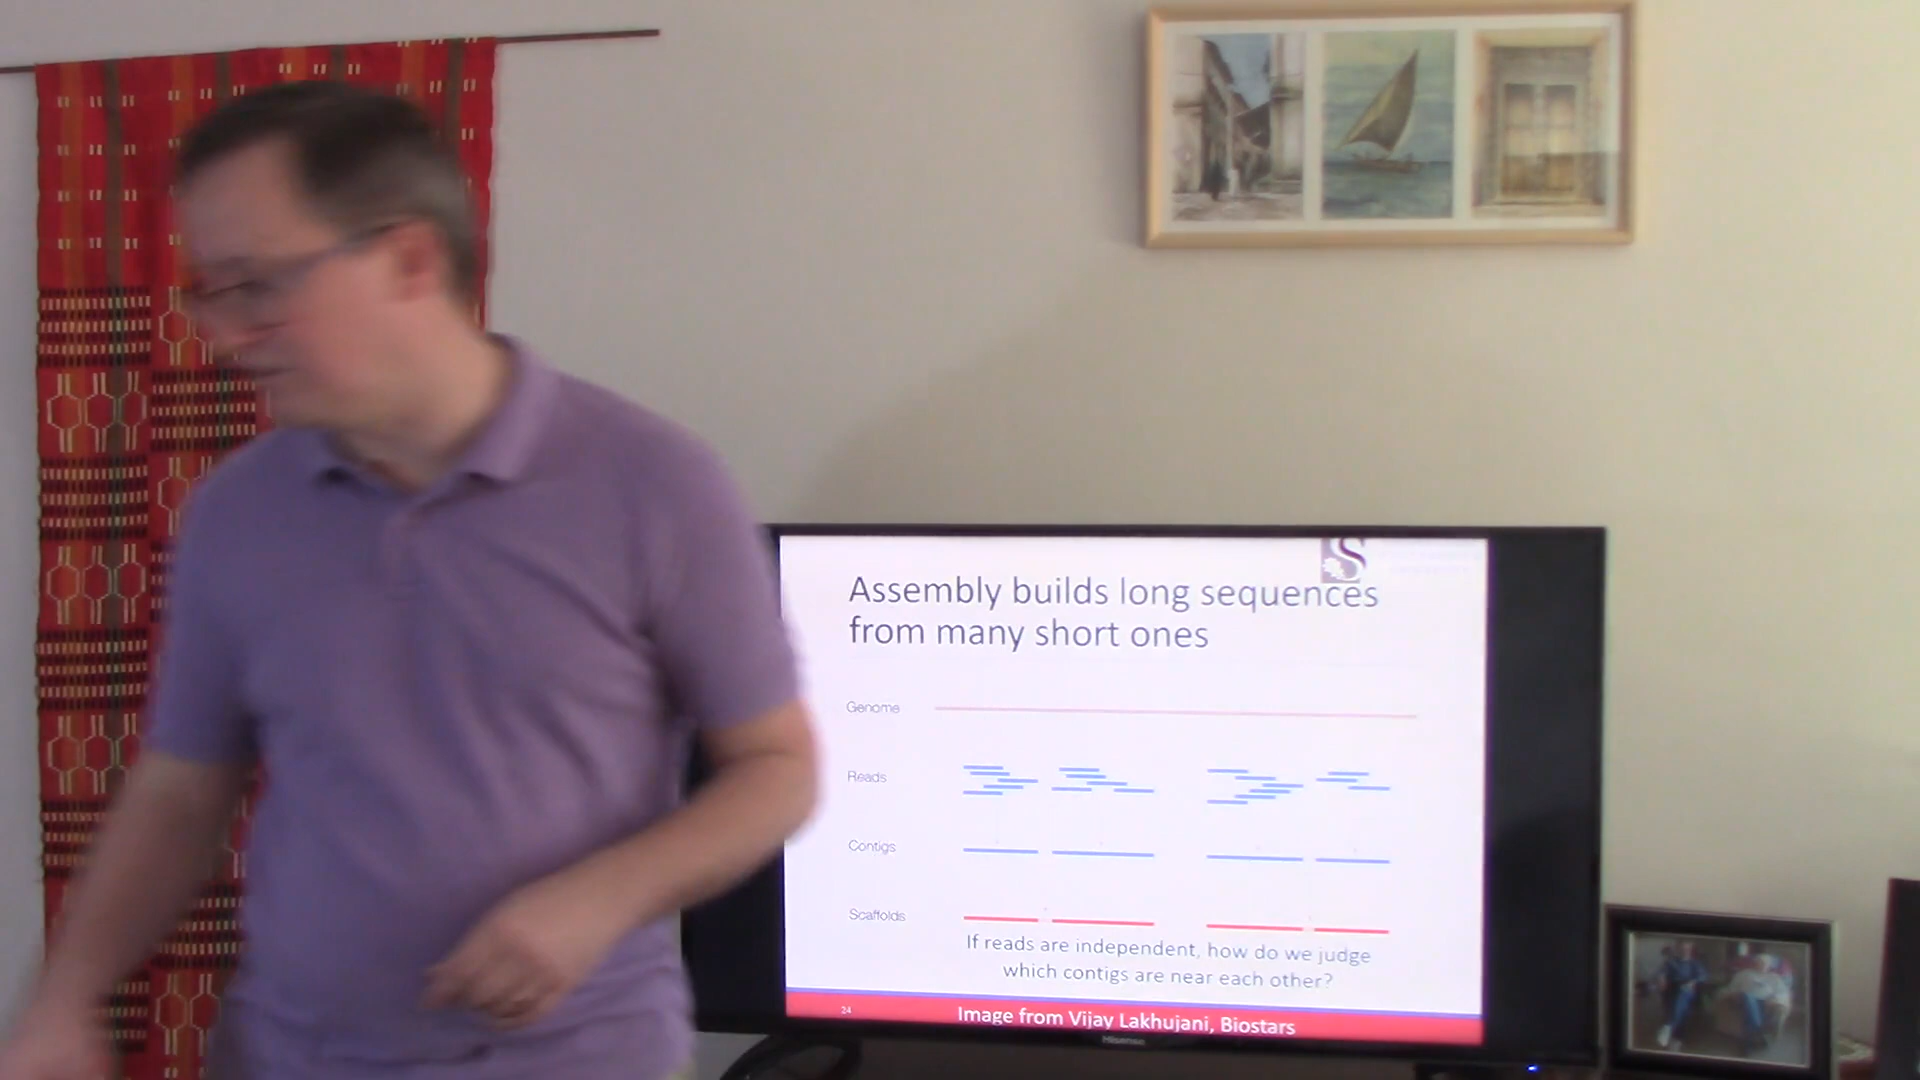 S
Assembly builds long sequences
from many short ones
Genome
Reads
Contigs
Scaffolds
If reads are independent, how do we judge
which contigs are near each other?
24
Image from Vijay Lakhujani, Biostars
Hisense